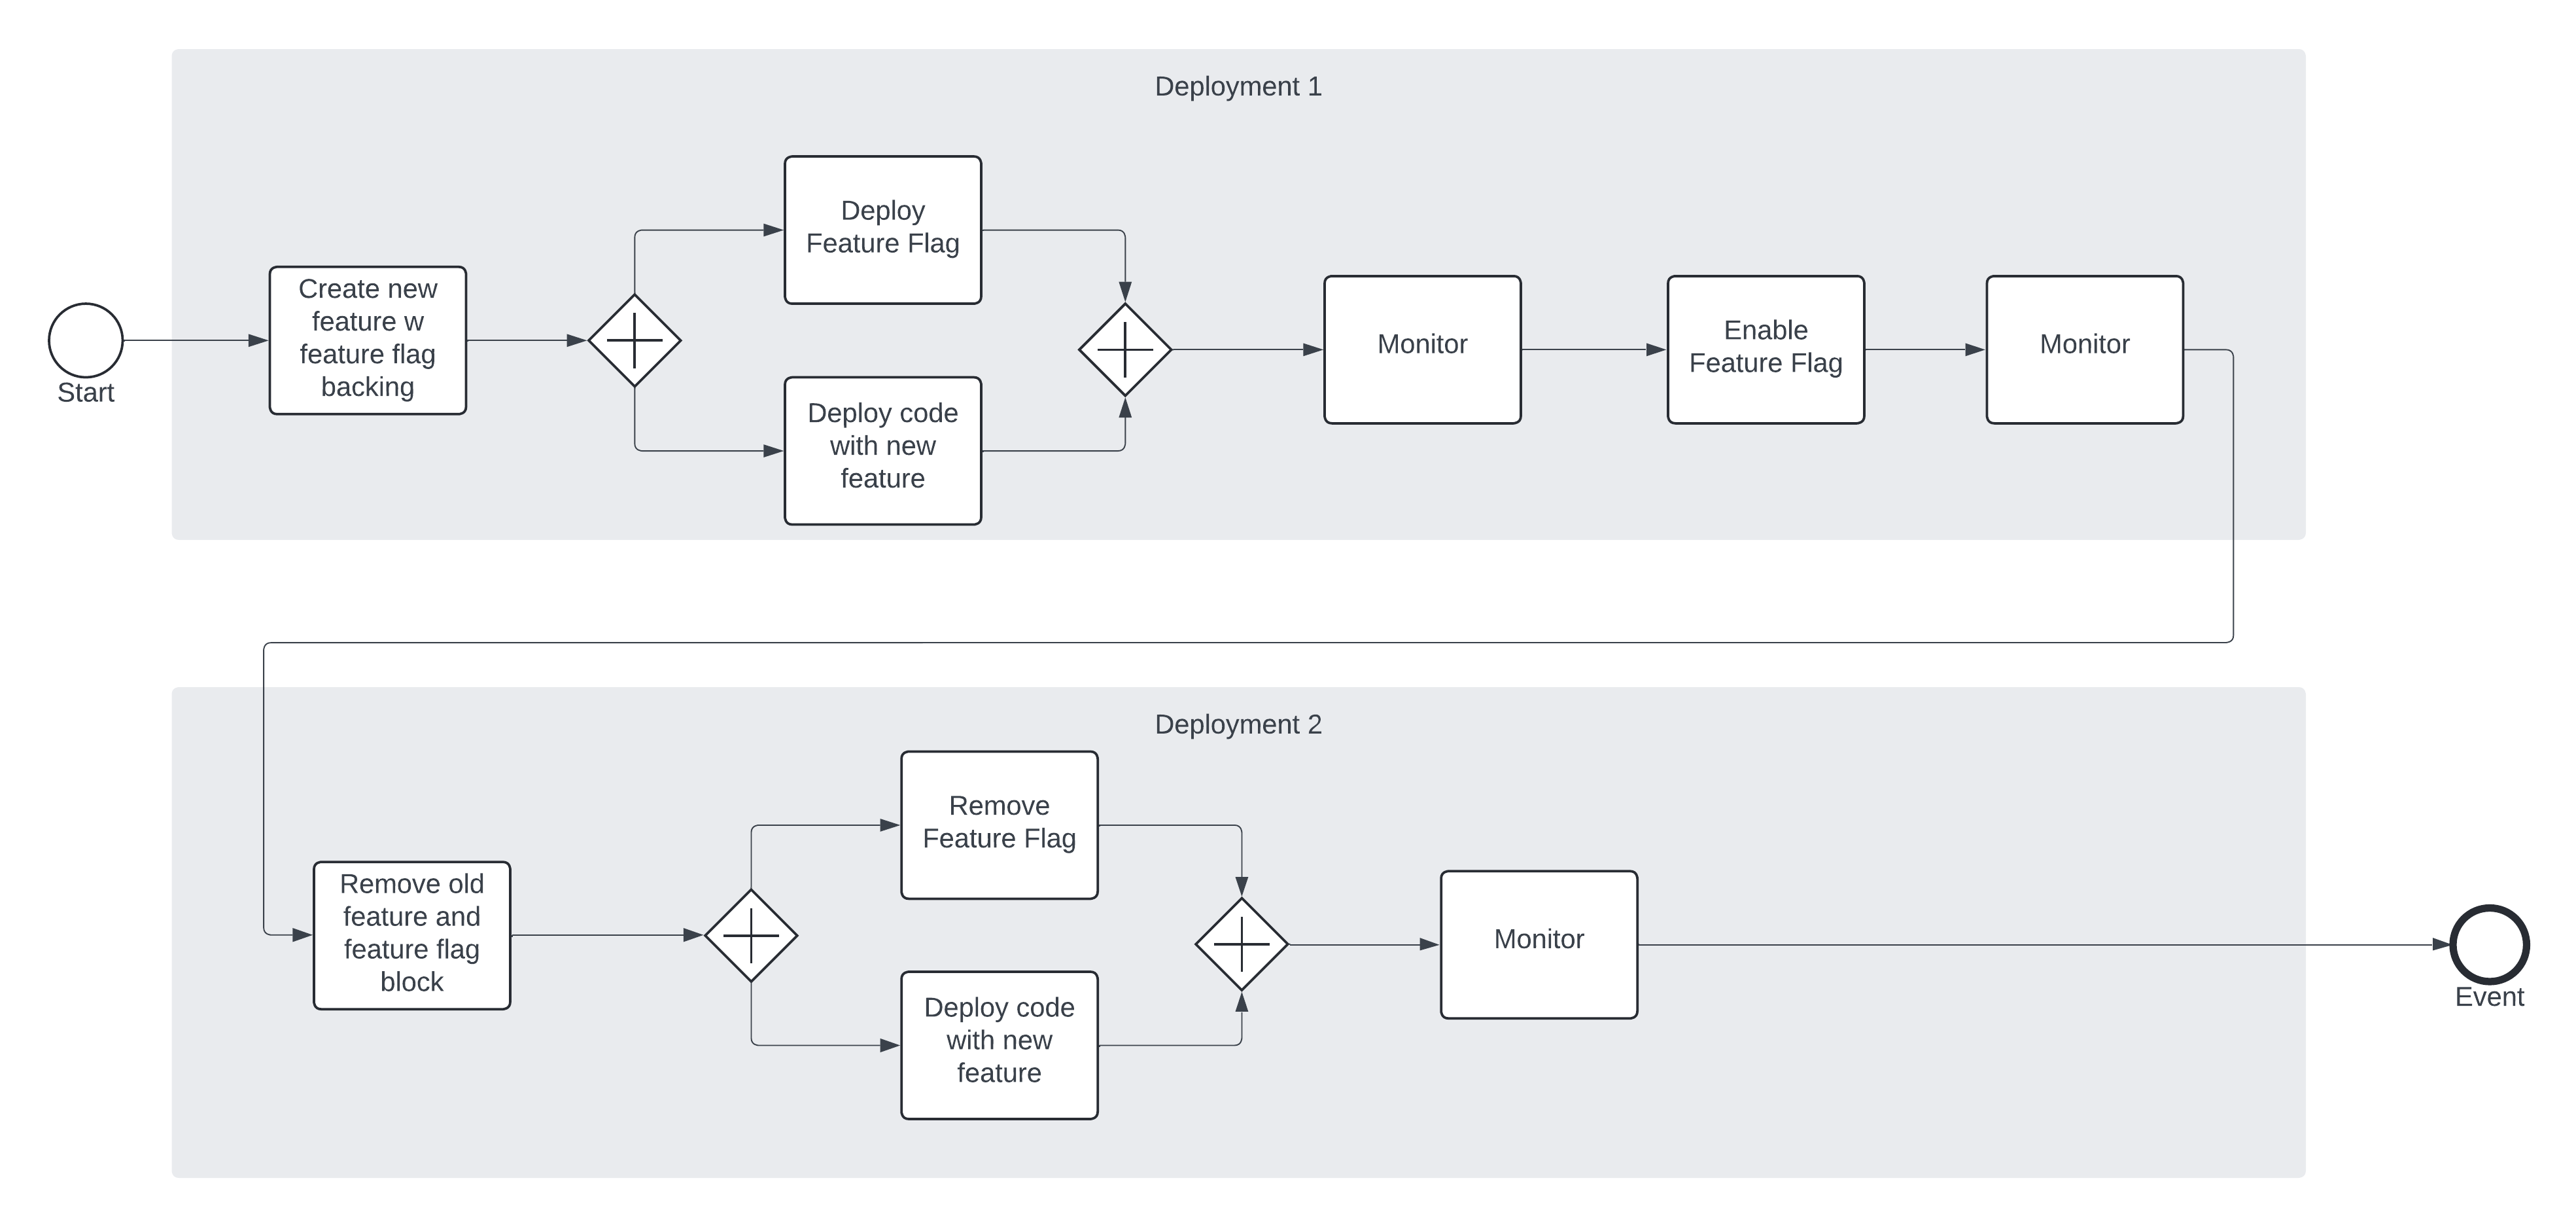 Deployment 1
Deploy
Feature Flag
Create new
feature w
feature flag
backing
Start
Deploy code
with new
feature
Monitor
Enable
Feature Flag
Monitor
Deployment 2
Remove
Feature Flag
Remove old
feature and
feature flag
block
Deploy code
with new
feature
Monitor
Event